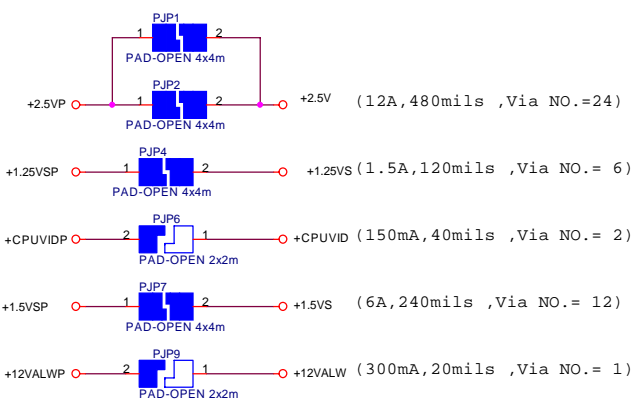 PJP1
1 2
PAD-OPEN 4x4m
PJP2
+2.5VP 1 2 +2.5V (12A,480mils ,Via NO.=24)
PAD-OPEN 4x4m
PJP4
+1.25VSP 1 2 +1.25VS (1.5A,120mils ,Via NO.= 6)
PAD-OPEN 4x4m
PJP6
+CPUVIDP 2 1 +CPUVID (150mA,40mils ,Via NO.= 2)
PAD-OPEN 2x2m
PJP7
+1.5VSP 1 2 +1.5VS (6A,240mils ,Via NO.= 12)
PAD-OPEN 4x4m
PJP9
+12VALWP 2 1 +12VALW (300mA,20mils ,Via NO.= 1)
PAD-OPEN 2x2m